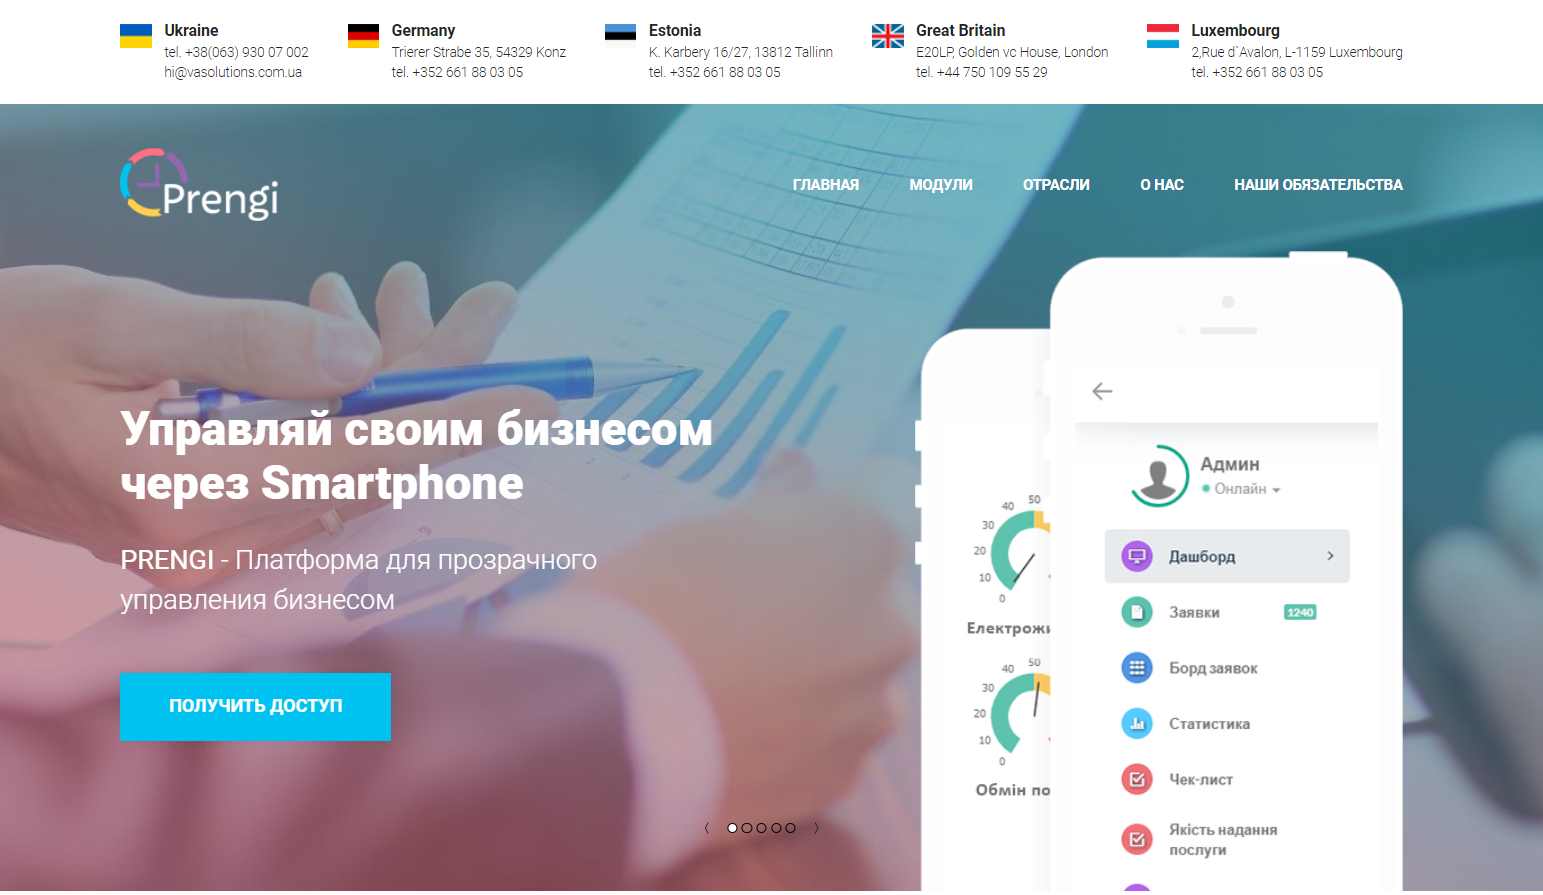 Ukraine
tel. +38(063) 930 07 002
hi@vasolutions.com.ua
Germany
Trierer Strabe 35, 54329 Konz
tel. +352 661 88 03 05
Estonia
K. Karbery 16/27, 13812 Tallinn
tel. +352 661 88 03 05
Great Britain
E20LP, Golden vc House, London
tel. +44 750 109 55 29
Luxembourg
2,Rue d`Avalon, L-1159 Luxembourg
tel. +352 661 88 03 05
Prengi
ГЛАВНАЯ
МОДУЛИ
ОТРАСЛИ
О НАС
НАШИ ОБЯЗАТЕЛЬСТВА
Управляй своим бизнесом
через Smartphone
PRENGI - Платформа для прозрачного
управления бизнесом
ПОЛУЧИТЬ ДОСТУП
50
40
30
20
10
0
Електрожи
50
40
30
20
10
0
Обмін по
Админ
Онлайн
Дашборд
Заявки 1240
Борд заявок
Статистика
Чек-лист
Якість надання
послуги